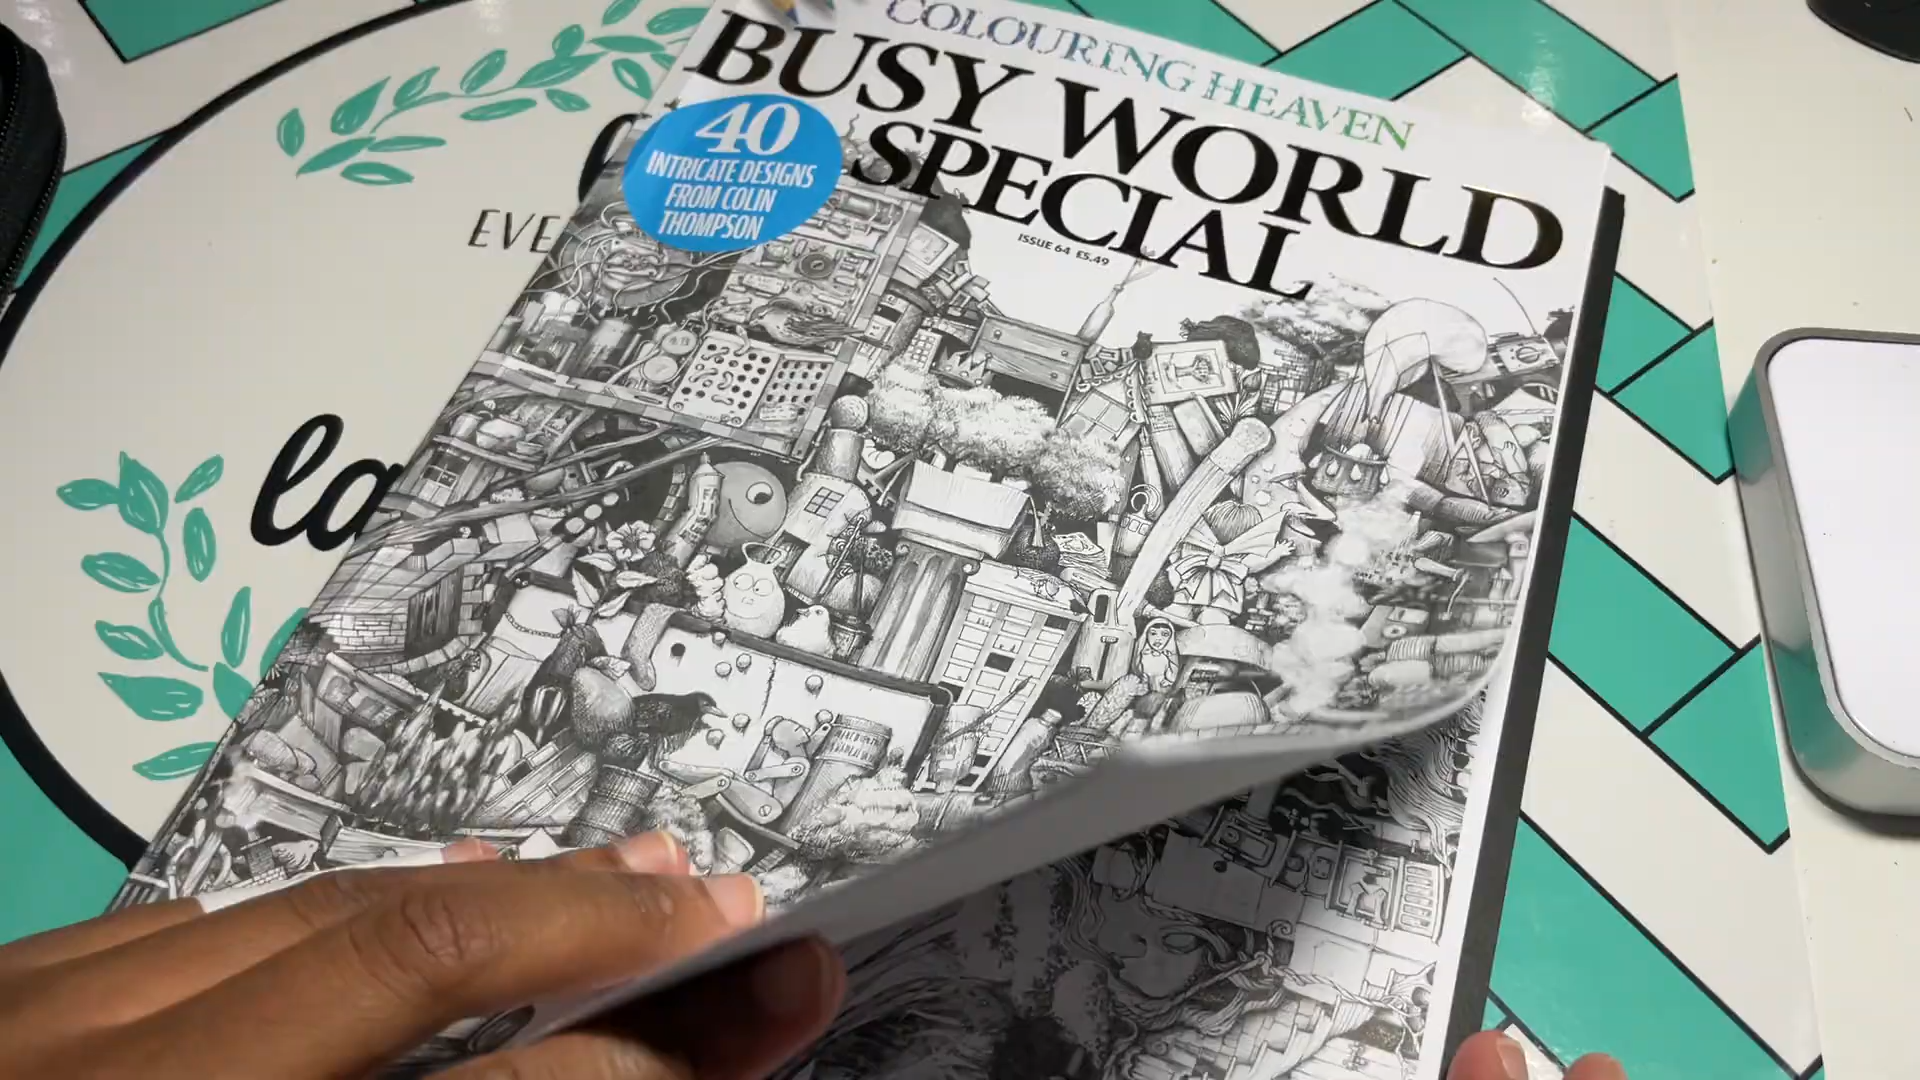 COLOURING HEAVEN
BUSY WORLD
SPECIAL
40
INTRICATE DESIGNS
FROM COLIN
THOMPSON
ISSUE 64 £5.49
EVE
la